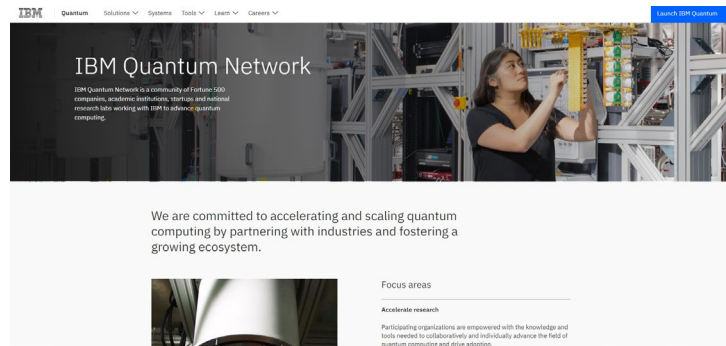 IBM Quantum Solutions Systems Tools Learn Careers Launch IBM Quantum
IBM Quantum Network
IBM Quantum Network is a community of Fortune 500
companies, academic institutions, startups and national
research labs working with IBM to advance quantum
computing.
We are committed to accelerating and scaling quantum
computing by partnering with industries and fostering a
growing ecosystem.
Focus areas
Accelerate research
Participating organizations are empowered with the knowledge and
tools needed to collaboratively and individually advance the field of
quantum computing and drive adoption.